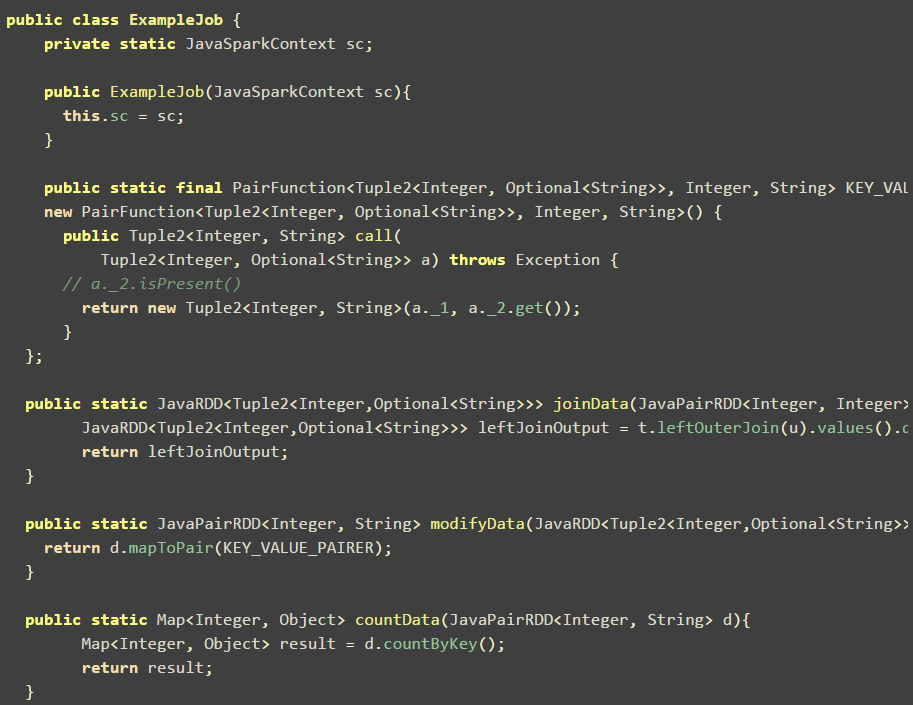 public class ExampleJob {
    private static JavaSparkContext sc;

    public ExampleJob(JavaSparkContext sc){
      this.sc = sc;
    }

    public static final PairFunction<Tuple2<Integer, Optional<String>>, Integer, String> KEY_VAL
    new PairFunction<Tuple2<Integer, Optional<String>>, Integer, String>() {
      public Tuple2<Integer, String> call(
          Tuple2<Integer, Optional<String>> a) throws Exception {
      // a._2.isPresent()
        return new Tuple2<Integer, String>(a._1, a._2.get());
      }
  };

  public static JavaRDD<Tuple2<Integer,Optional<String>>> joinData(JavaPairRDD<Integer, Integer>
        JavaRDD<Tuple2<Integer,Optional<String>>> leftJoinOutput = t.leftOuterJoin(u).values().
        return leftJoinOutput;
  }

  public static JavaPairRDD<Integer, String> modifyData(JavaRDD<Tuple2<Integer,Optional<String>>
    return d.mapToPair(KEY_VALUE_PAIRER);
  }

  public static Map<Integer, Object> countData(JavaPairRDD<Integer, String> d){
        Map<Integer, Object> result = d.countByKey();
        return result;
  }